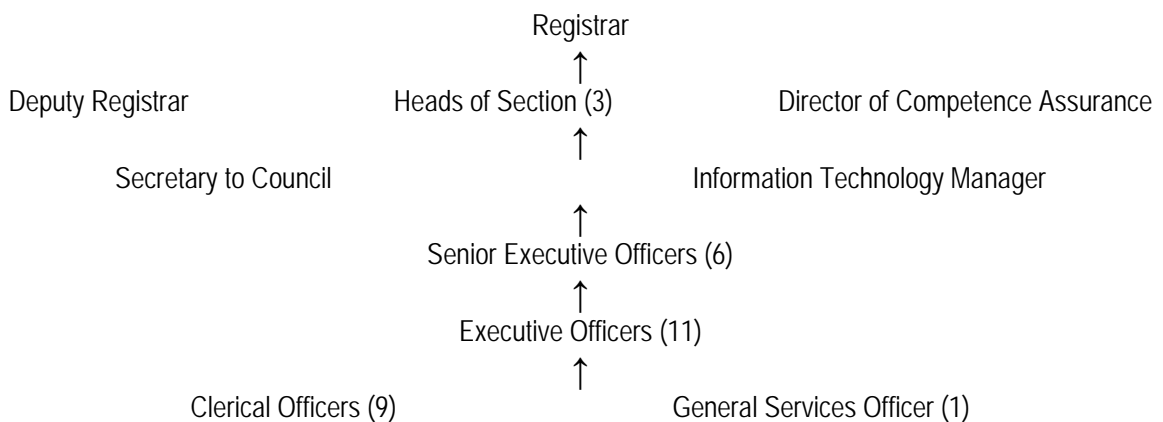 Registrar
↑
Deputy Registrar Heads of Section (3) Director of Competence Assurance
↑
Secretary to Council Information Technology Manager
↑
Senior Executive Officers (6)
↑
Executive Officers (11)
↑
Clerical Officers (9) General Services Officer (1)